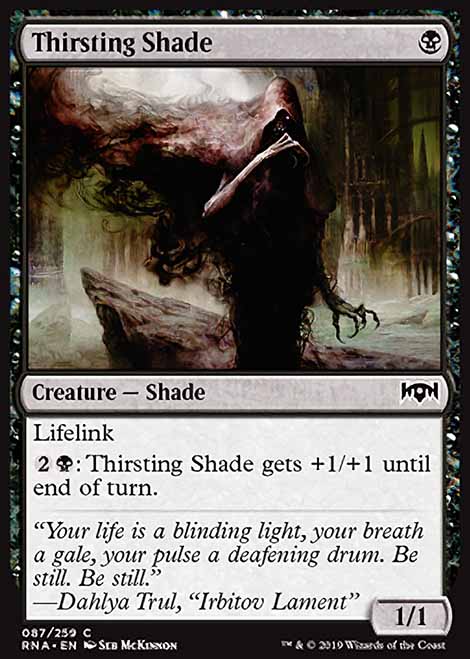 Thirsting Shade
Creature — Shade
Lifelink
2: Thirsting Shade gets +1/+1 until
end of turn.
“Your life is a blinding light, your breath
a gale, your pulse a deafening drum. Be
still. Be still.”
—Dahlya Trul, “Irbitov Lament”
1/1
087/259 C
RNA • EN Seb McKinnon
™ & © 2019 Wizards of the Coast